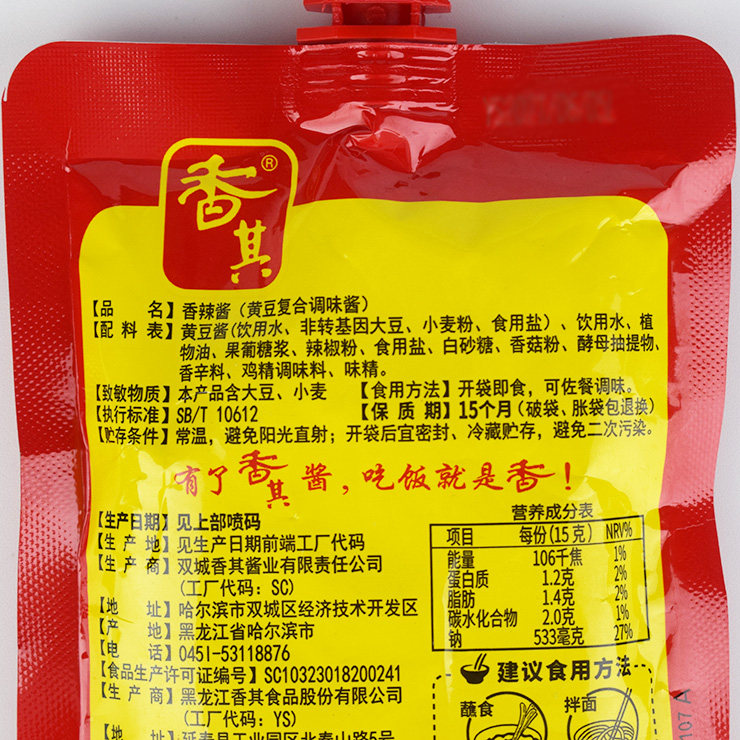 香其®
【品 名】香辣酱（黄豆复合调味酱）
【配 料 表】黄豆酱(饮用水、非转基因大豆、小麦粉、食用盐）、饮用水、植
物油、果葡糖浆、辣椒粉、食用盐、白砂糖、香菇粉、酵母抽提物、
香辛料、鸡精调味料、味精。
【致敏物质】本产品含大豆、小麦 【食用方法】开袋即食，可佐餐调味。
【执行标准】SB/T 10612 【保 质 期】15个月（破袋、胀袋包退换）
【贮存条件】常温，避免阳光直射；开袋后宜密封、冷藏贮存，避免二次污染。
有了香其酱，吃饭就是香！
【生产日期】见上部喷码
【生 产 地】见生产日期前端工厂代码
【生 产 商】双城香其酱业有限责任公司
（工厂代码：SC)
【地 址】哈尔滨市双城区经济技术开发区
【产 地】黑龙江省哈尔滨市
【电 话】0451-53118876
【食品生产许可证编号】SC10323018200241
【生 产 商】黑龙江香其食品股份有限公司
（工厂代码：YS)
【地 址】延寿县工业园区北泰山路5号
营养成分表
项目 每份(15克) NRV%
能量 106千焦 1%
蛋白质 1.2克 2%
脂肪 1.4克 2%
碳水化合物 2.0克 1%
钠 533毫克 27%
建议食用方法
蘸食 拌面
107 A